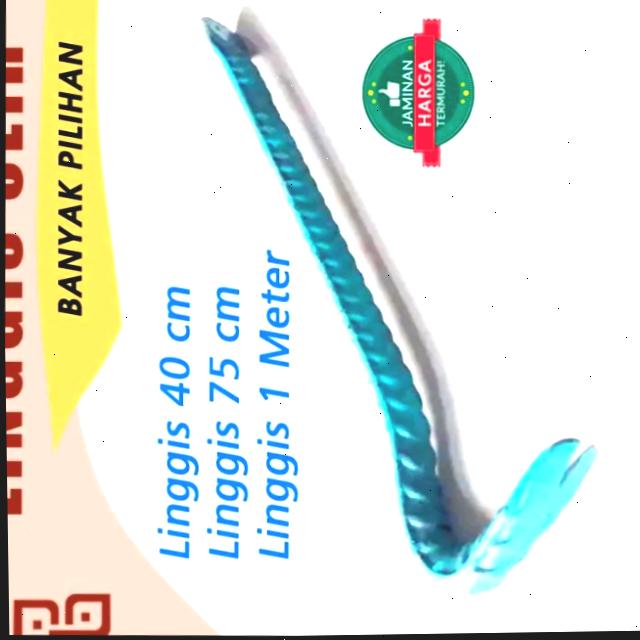 BANYAK PILIHAN
Linggis 40 cm
Linggis 75 cm
Linggis 1 Meter
JAMINAN
HARGA
TERMURAH!